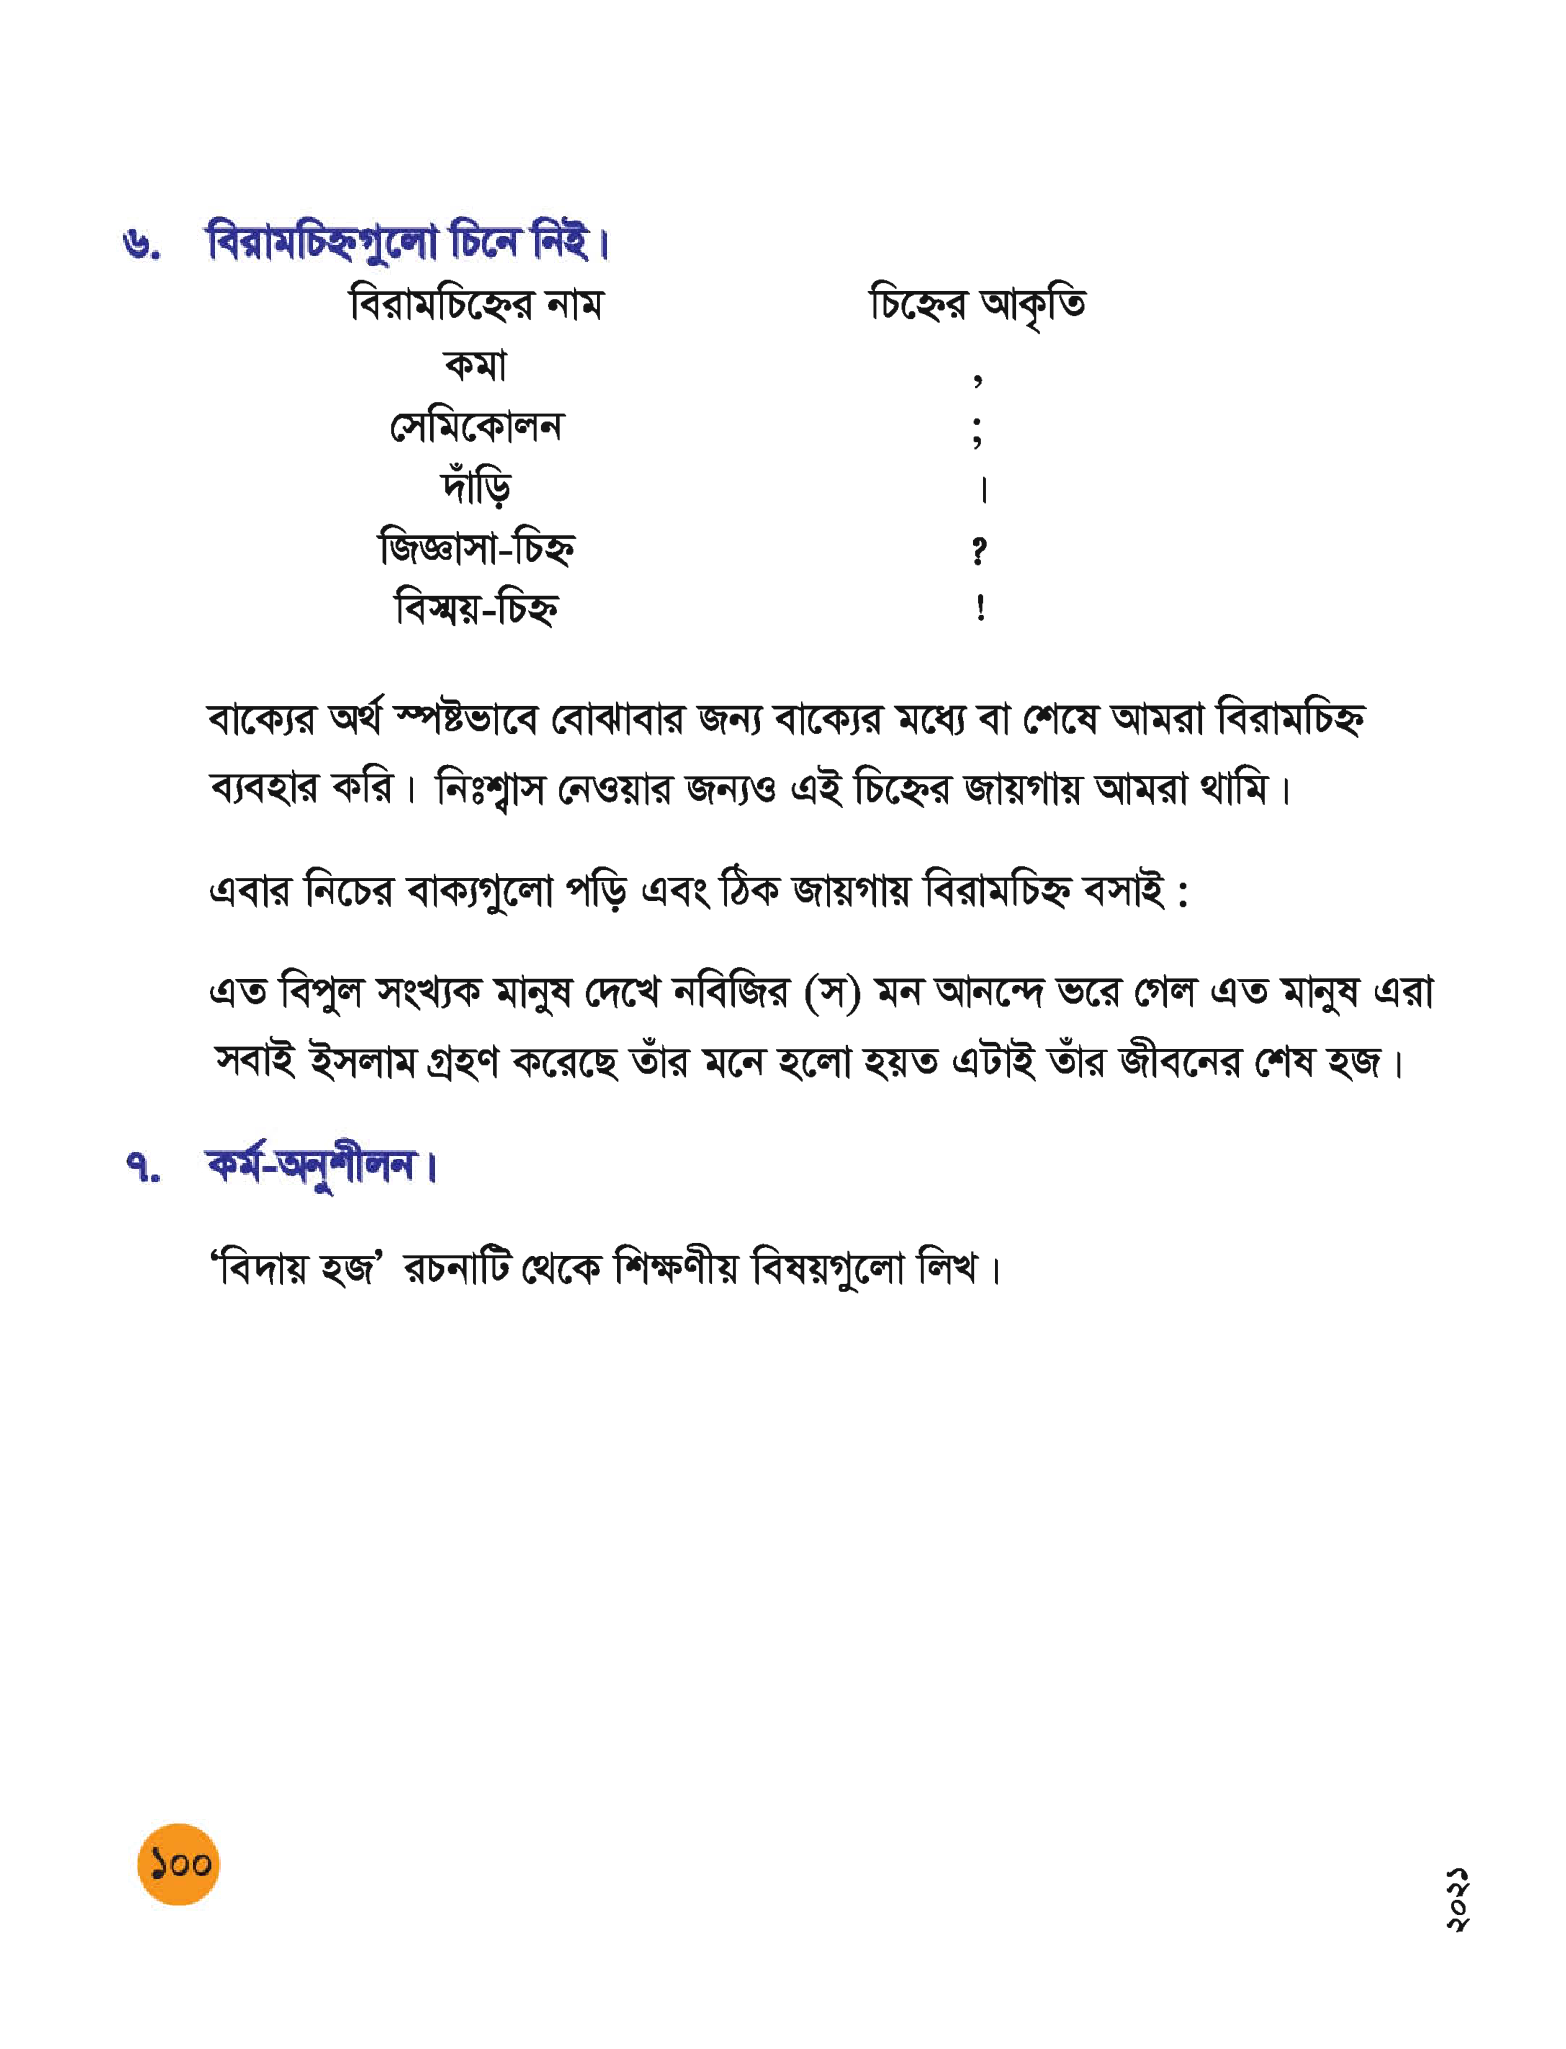 ৬. বিরামচিহ্নগুলো চিনে নিই।
বিরামচিহ্নের নাম চিহ্নের আকৃতি
কমা ,
সেমিকোলন ;
দাঁড়ি ।
জিজ্ঞাসা-চিহ্ন ?
বিস্ময়-চিহ্ন !
বাক্যের অর্থ স্পষ্টভাবে বোঝাবার জন্য বাক্যের মধ্যে বা শেষে আমরা বিরামচিহ্ন
ব্যবহার করি। নিঃশ্বাস নেওয়ার জন্যও এই চিহ্নের জায়গায় আমরা থামি।
এবার নিচের বাক্যগুলো পড়ি এবং ঠিক জায়গায় বিরামচিহ্ন বসাই :
এত বিপুল সংখ্যক মানুষ দেখে নবিজির (স) মন আনন্দে ভরে গেল এত মানুষ এরা
সবাই ইসলাম গ্রহণ করেছে তাঁর মনে হলো হয়ত এটাই তাঁর জীবনের শেষ হজ।
৭. কর্ম-অনুশীলন।
‘বিদায় হজ’ রচনাটি থেকে শিক্ষণীয় বিষয়গুলো লিখ।
১০০
২০২১